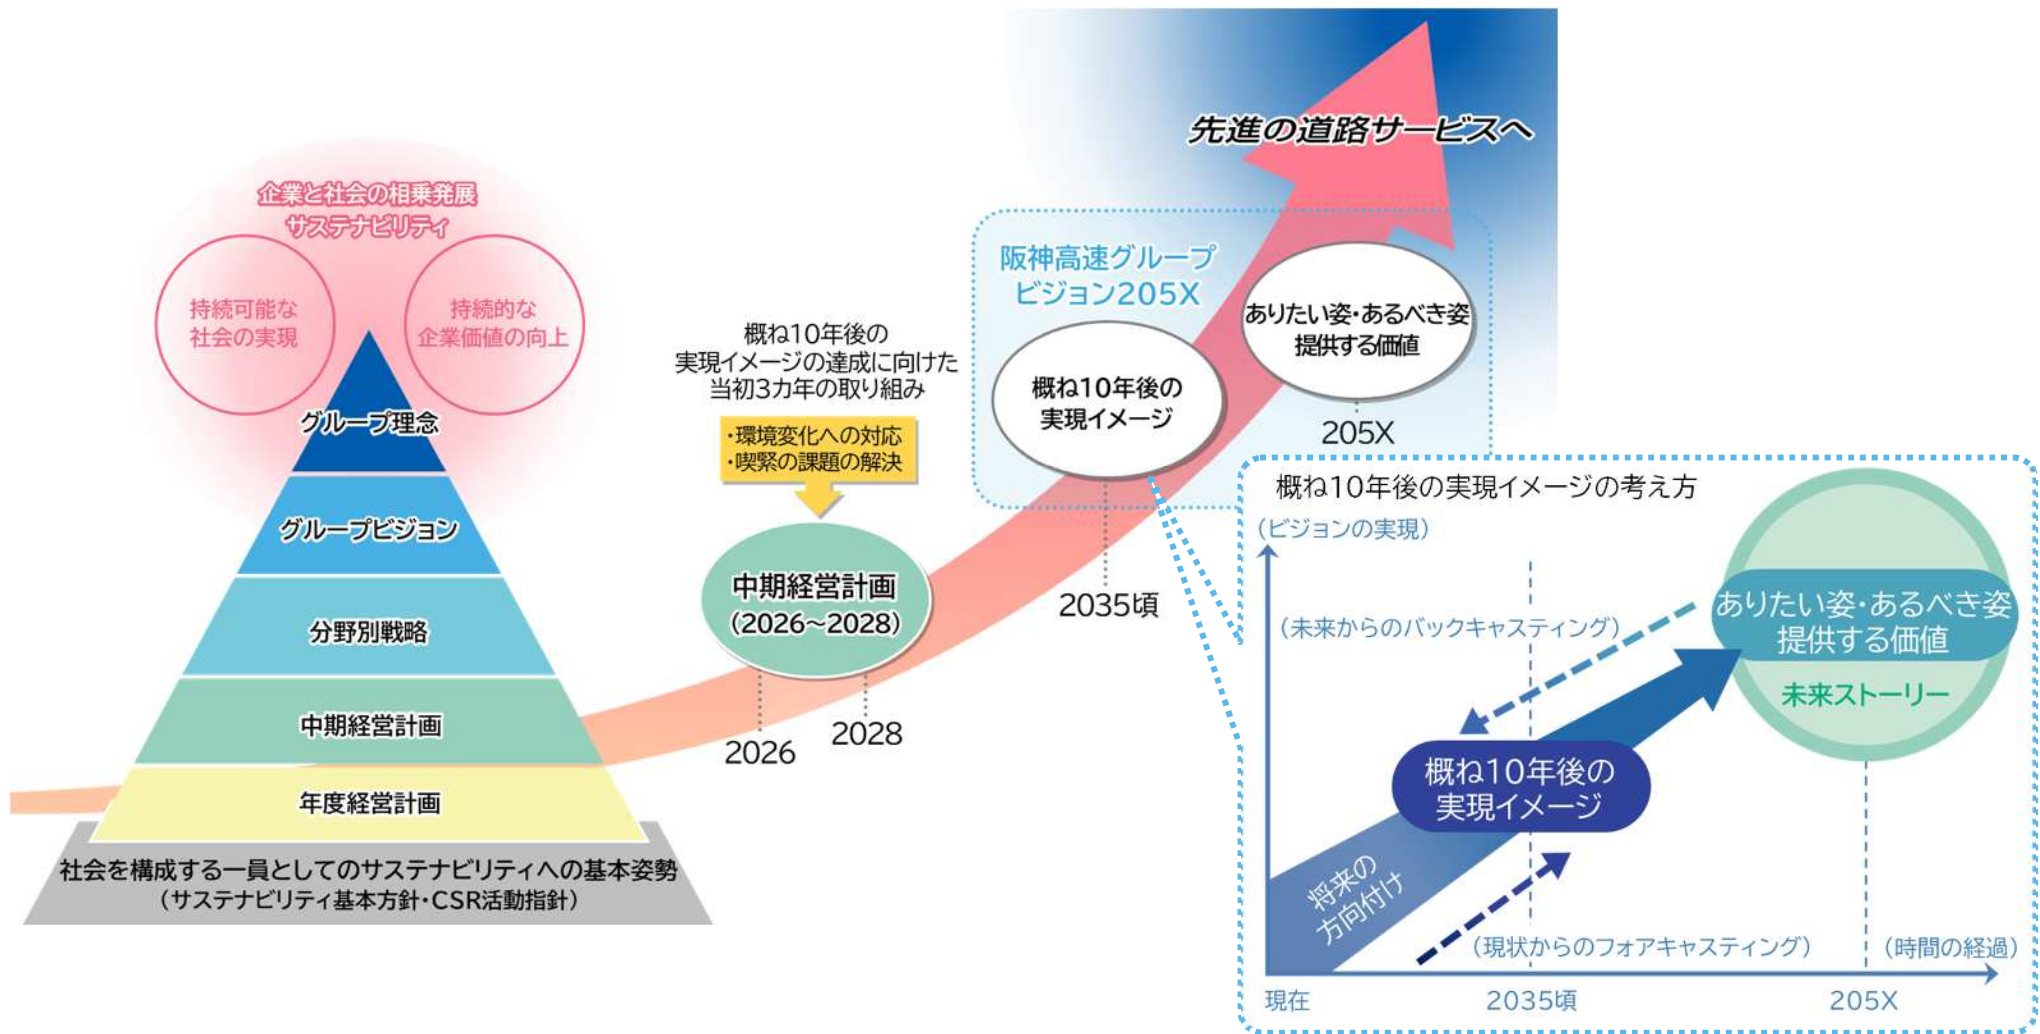 先進の道路サービスへ
企業と社会の相乗発展
サステナビリティ
持続可能な
社会の実現
持続的な
企業価値の向上
グループ理念
グループビジョン
分野別戦略
中期経営計画
年度経営計画
社会を構成する一員としてのサステナビリティへの基本姿勢
（サステナビリティ基本方針・CSR活動指針）
概ね10年後の
実現イメージの達成に向けた
当初3カ年の取り組み
・環境変化への対応
・喫緊の課題の解決
中期経営計画
（2026～2028）
2026
2028
阪神高速グループ
ビジョン205X
概ね10年後の
実現イメージ
2035頃
ありたい姿・あるべき姿
提供する価値
205X
概ね10年後の実現イメージの考え方
（ビジョンの実現）
（未来からのバックキャスティング）
ありたい姿・あるべき姿
提供する価値
未来ストーリー
概ね10年後の
実現イメージ
将来の
方向付け
（現状からのフォアキャスティング）
（時間の経過）
現在
2035頃
205X